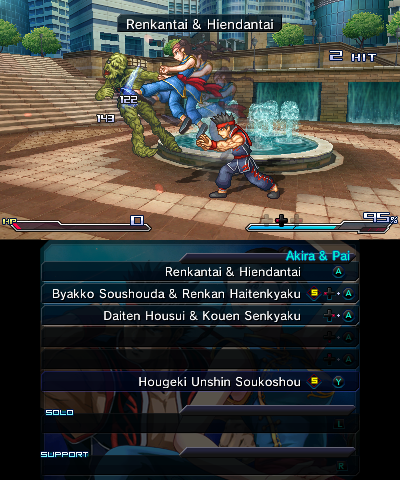 Renkantai & Hiendantai
2 HIT
122
143
HP 0
95%
Akira & Pai
Renkantai & Hiendantai A
Byakko Soushouda & Renkan Haitenkyaku S + A
Daiten Housui & Kouen Senkyaku + A
+ A
+ A
Hougeki Unshin Soukoshou S Y
SOLO
L
SUPPORT
R